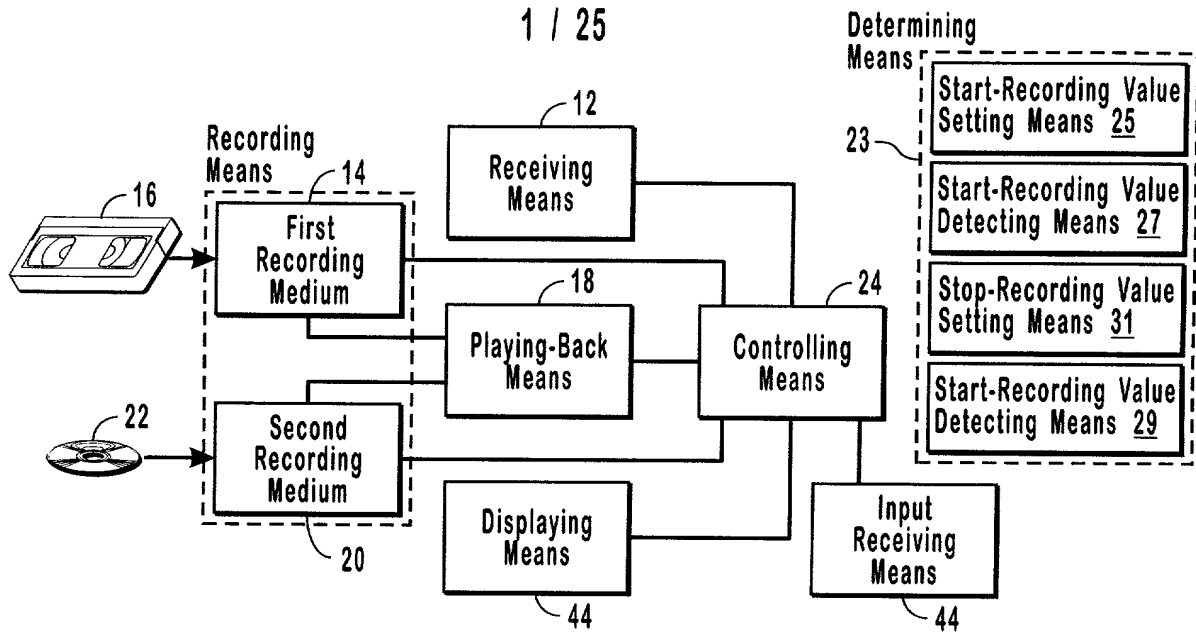 1 / 25
Determining
Means
23
Start-Recording Value
Setting Means 25
Start-Recording Value
Detecting Means 27
Stop-Recording Value
Setting Means 31
Start-Recording Value
Detecting Means 29
Recording
Means
16
14
First
Recording
Medium
12
Receiving
Means
18
Playing-Back
Means
24
Controlling
Means
22
Second
Recording
Medium
20
Displaying
Means
44
Input
Receiving
Means
44